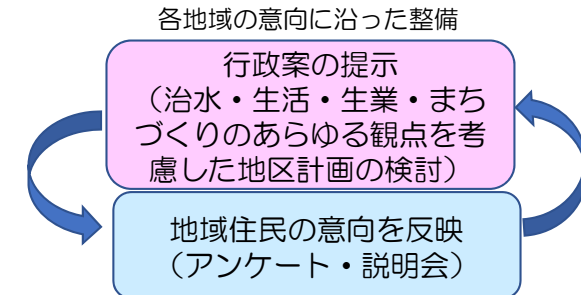 各地域の意向に沿った整備
行政案の提示
（治水・生活・生業・まち
づくりのあらゆる観点を考
慮した地区計画の検討）
地域住民の意向を反映
（アンケート・説明会）